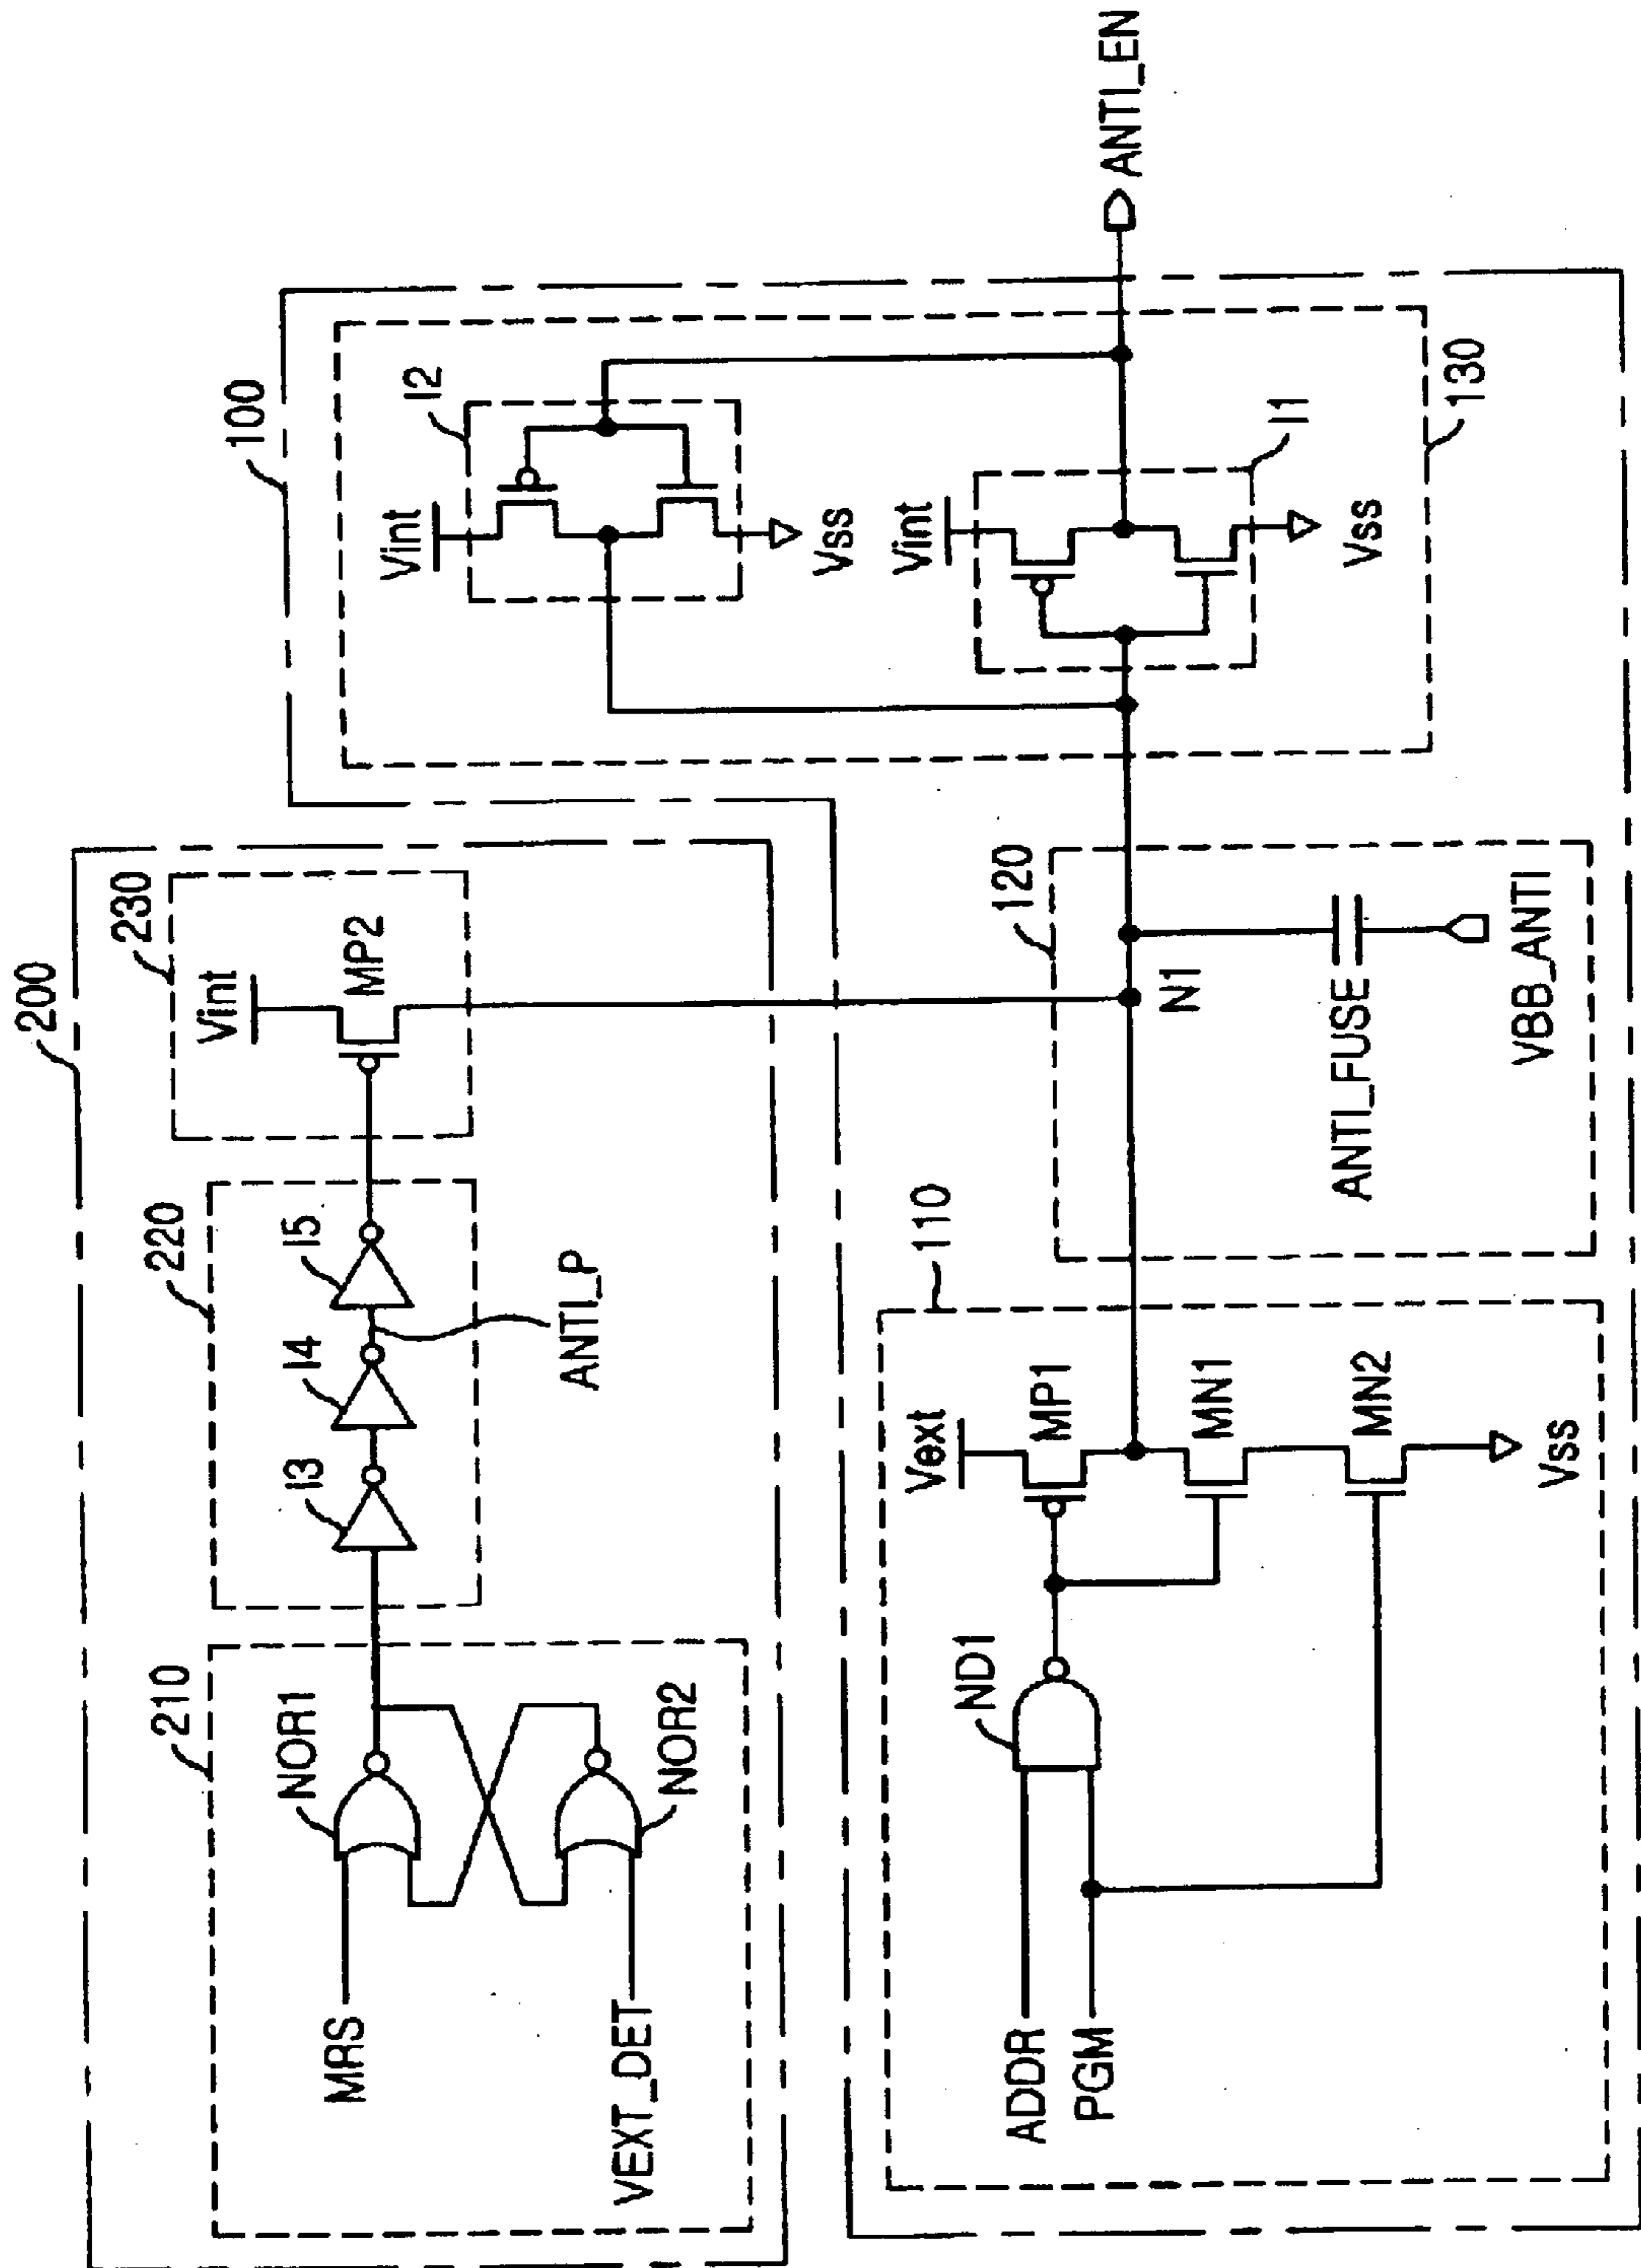 200
210
NOR1
MRS
VEXT_DET
NOR2
220
I3
I4
I5
ANTI_P
230
Vint
MP2
100
110
ND1
ADDR
PGM
Vext
MP1
MN1
MN2
Vss
120
N1
ANTI_FUSE
VBB_ANTI
I2
Vint
Vss
Vint
I1
Vss
130
ANTI_EN